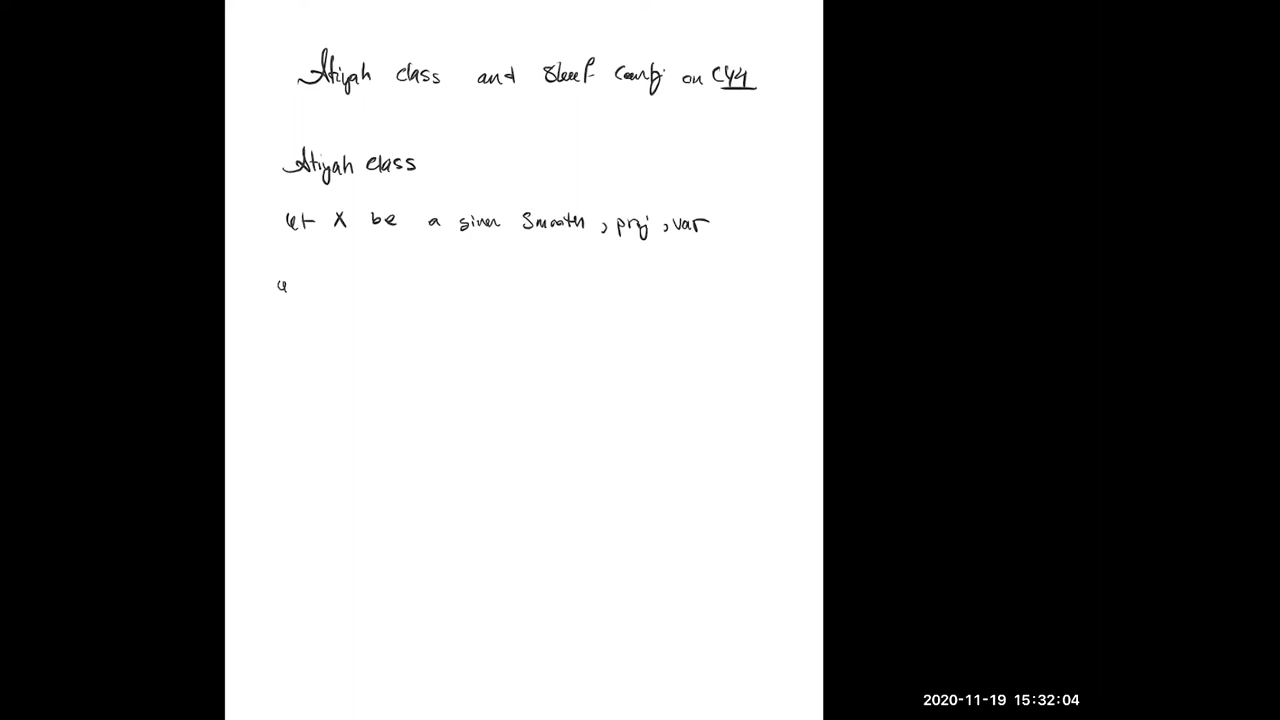 Atiyah class and Sheaf counting on CY4
Atiyah class
let X be a given smooth, proj, var
2020-11-19 15:32:04